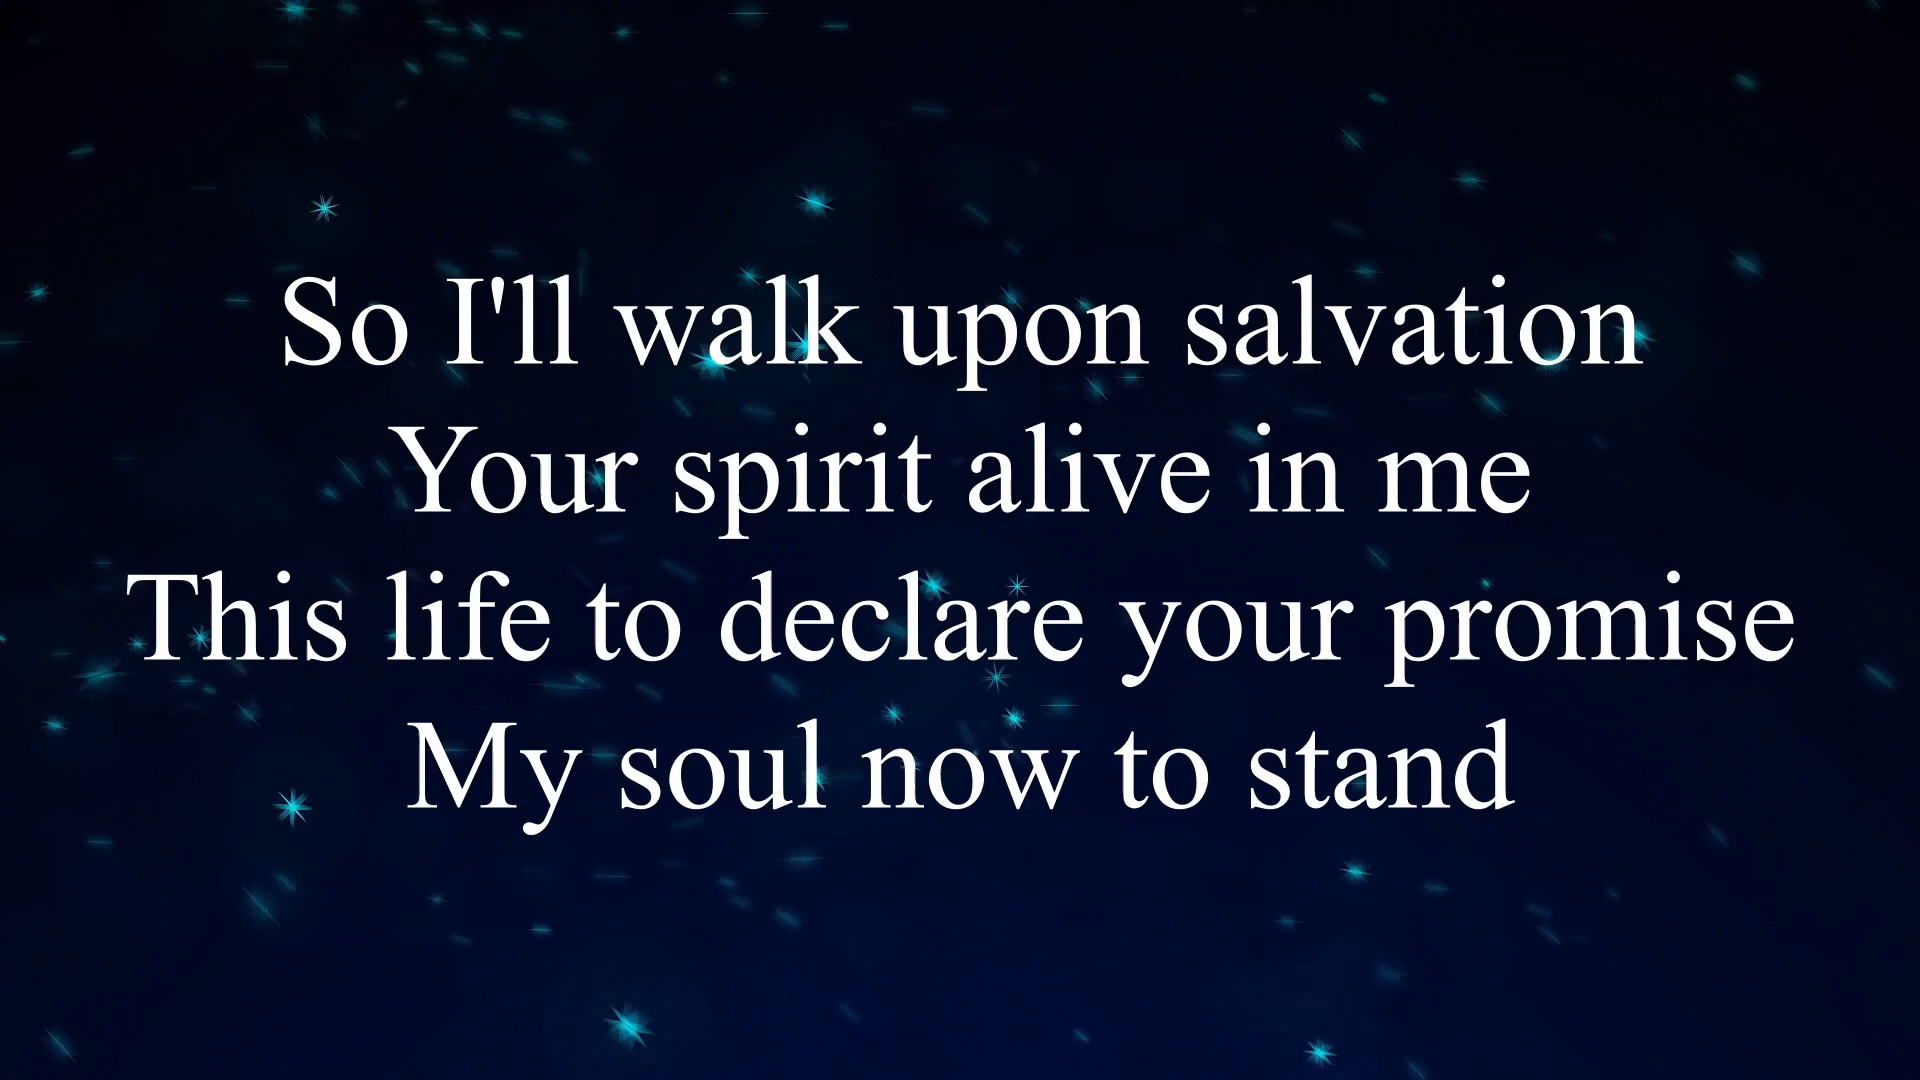 So I'll walk upon salvation
Your spirit alive in me
This life to declare your promise
My soul now to stand